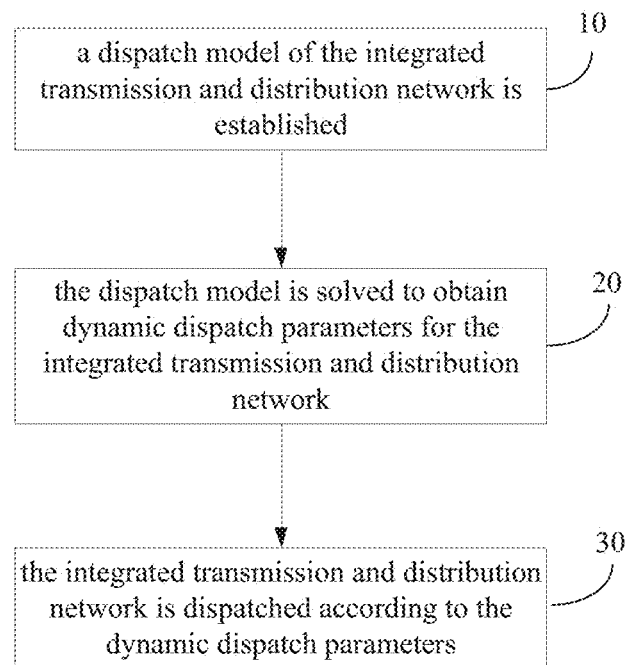 10
a dispatch model of the integrated
transmission and distribution network is
established
20
the dispatch model is solved to obtain
dynamic dispatch parameters for the
integrated transmission and distribution
network
30
the integrated transmission and distribution
network is dispatched according to the
dynamic dispatch parameters